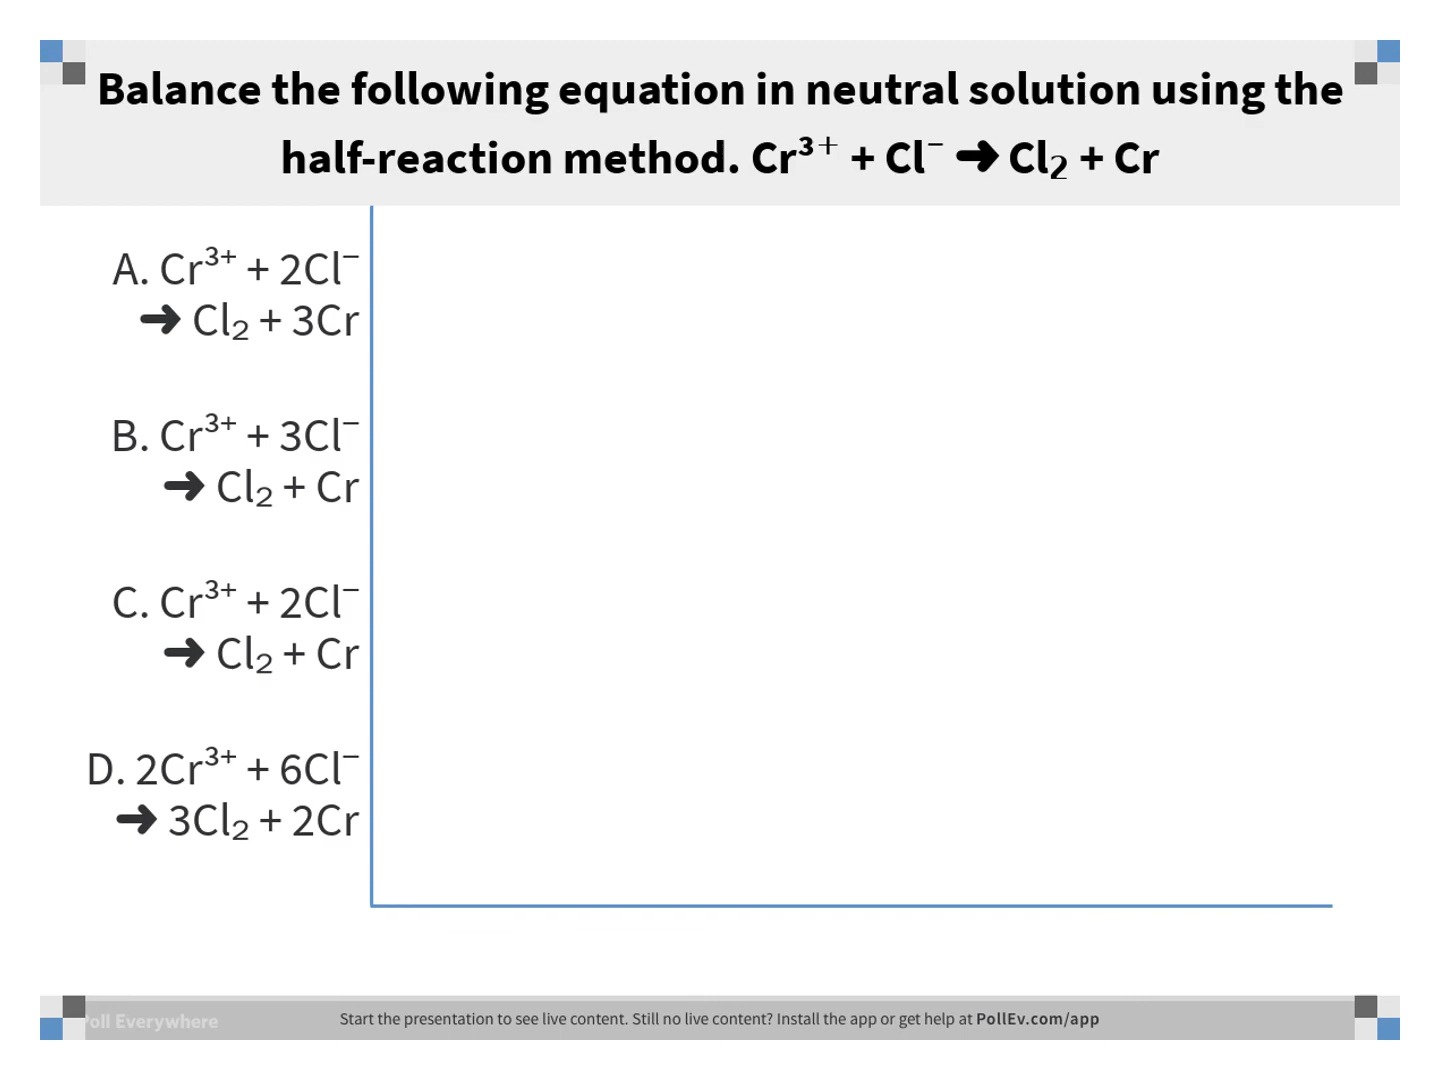 Balance the following equation in neutral solution using the
half-reaction method. Cr³⁺ + Cl⁻ ➜ Cl₂ + Cr
A. Cr³⁺ + 2Cl⁻
➜ Cl₂ + 3Cr
B. Cr³⁺ + 3Cl⁻
➜ Cl₂ + Cr
C. Cr³⁺ + 2Cl⁻
➜ Cl₂ + Cr
D. 2Cr³⁺ + 6Cl⁻
➜ 3Cl₂ + 2Cr
Poll Everywhere
Start the presentation to see live content. Still no live content? Install the app or get help at PollEv.com/app